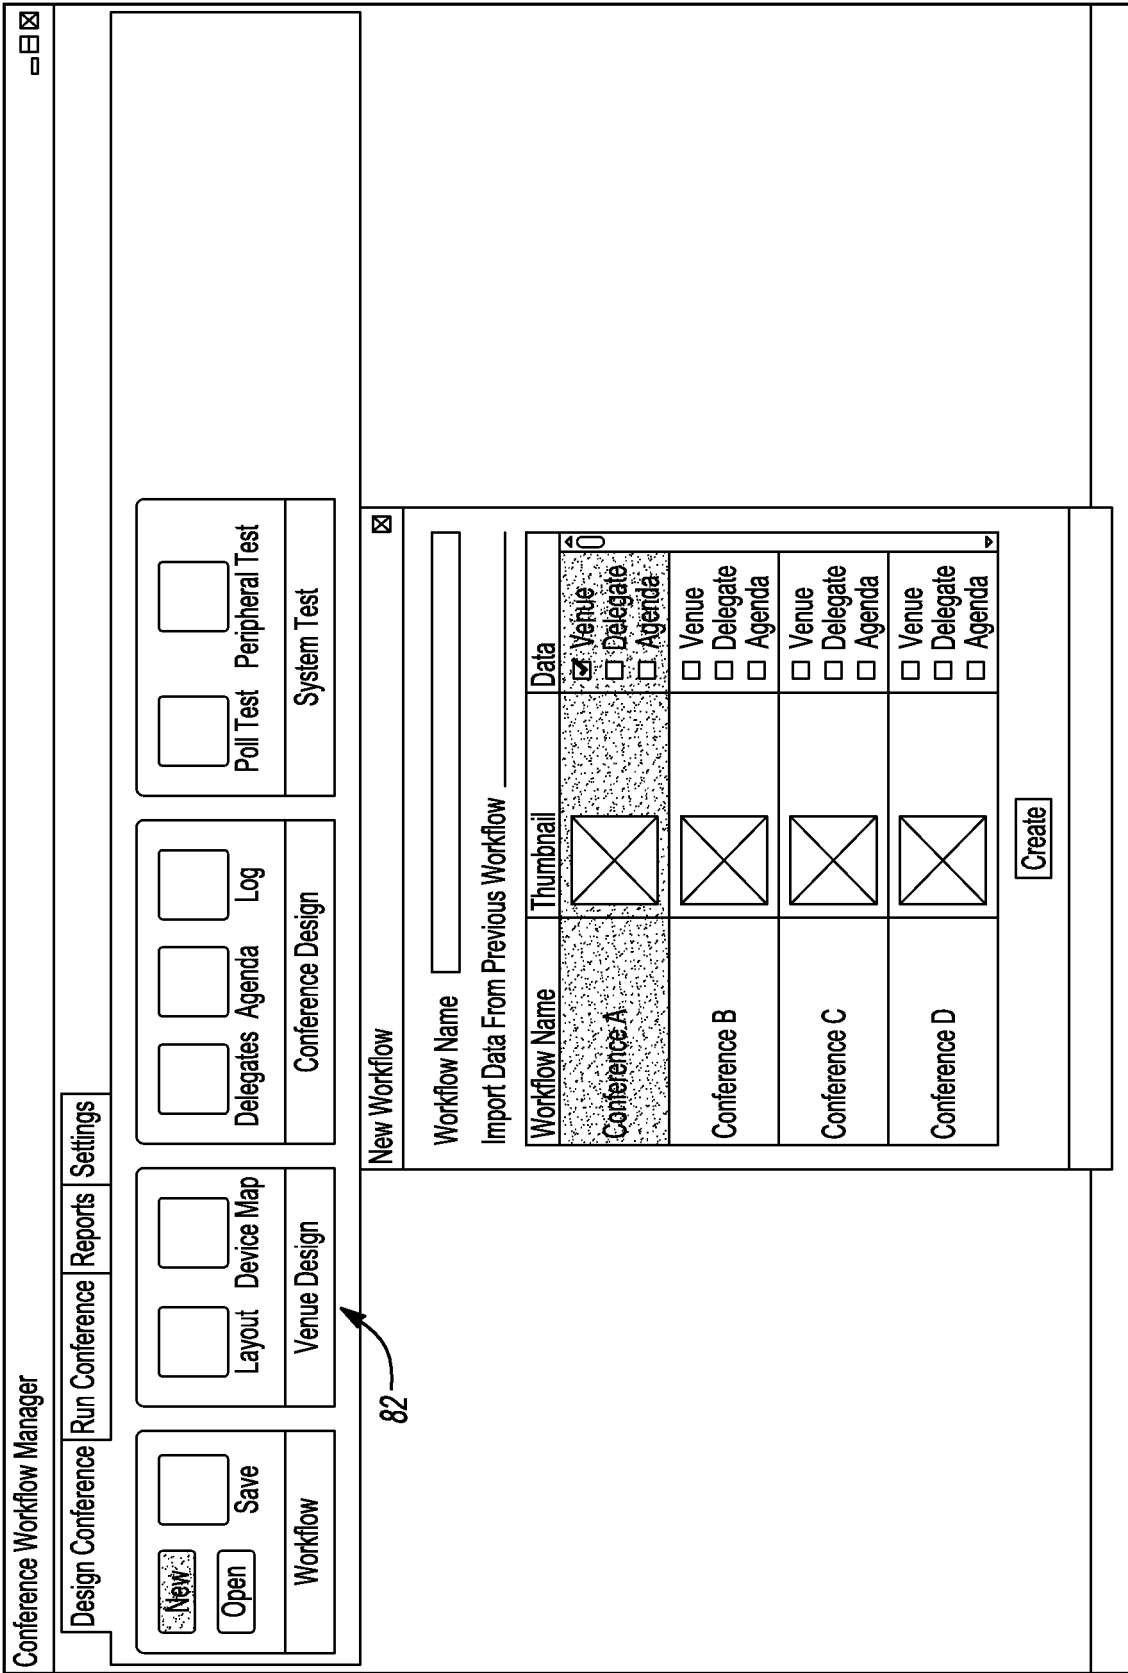 Conference Workflow Manager
Design Conference Run Conference Reports Settings
New
Open
Save
Workflow
Layout Device Map
Venue Design
Delegates Agenda Log
Conference Design
Poll Test Peripheral Test
System Test
82
New Workflow
Workflow Name
Import Data From Previous Workflow
Workflow Name Thumbnail Data
Conference A
Venue
Delegate
Agenda
Conference B
Venue
Delegate
Agenda
Conference C
Venue
Delegate
Agenda
Conference D
Venue
Delegate
Agenda
Create